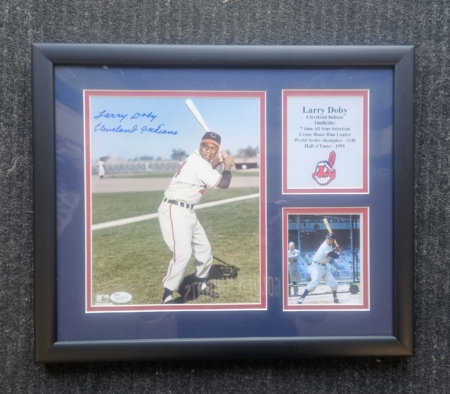 Larry Doby
Cleveland Indians
Larry Doby
Cleveland Indians
Outfielder
7 time All Star Selection
2 time Home Run Leader
World Series champion - 1948
Hall of Fame - 1998